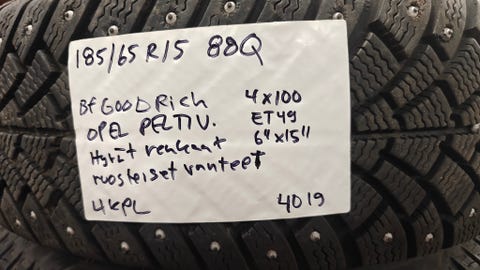 185/65 R15 88Q
BFGOODRich 4x100
OPEL PELTIV. ET49
Hyvät renkaat 6"x15"
ruosteiset vanteet
4KPL 4019